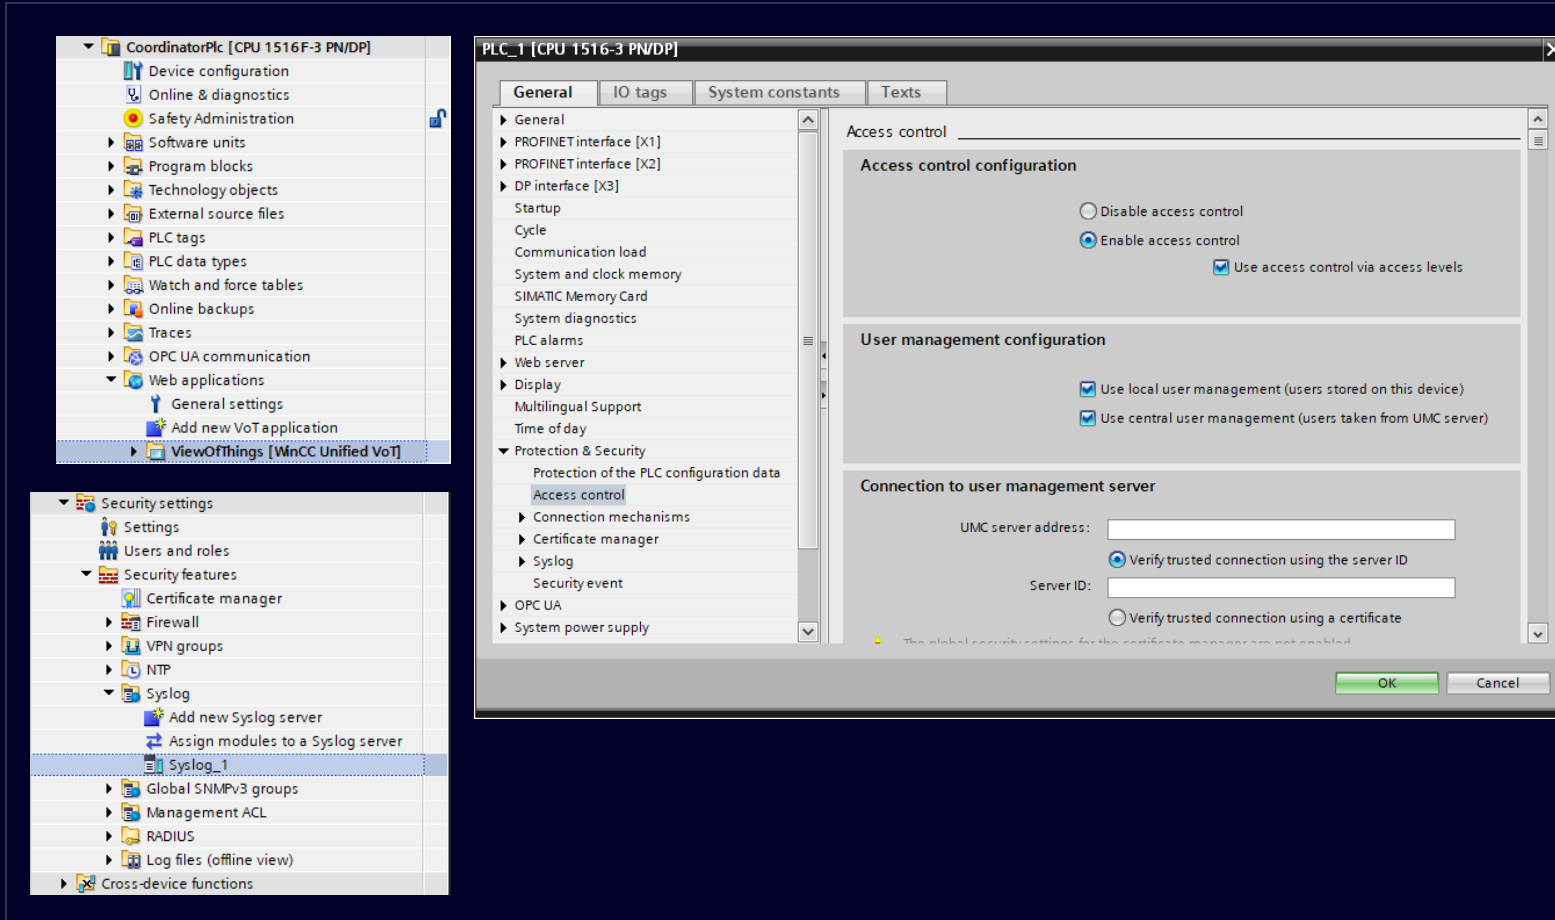 CoordinatorPlc [CPU 1516F-3 PN/DP]
Device configuration
Online & diagnostics
Safety Administration
Software units
Program blocks
Technology objects
External source files
PLC tags
PLC data types
Watch and force tables
Online backups
Traces
OPC UA communication
Web applications
General settings
Add new VoT application
ViewOfThings [WinCC Unified VoT]
Security settings
Settings
Users and roles
Security features
Certificate manager
Firewall
VPN groups
NTP
Syslog
Add new Syslog server
Assign modules to a Syslog server
Syslog_1
Global SNMPv3 groups
Management ACL
RADIUS
Log files (offline view)
Cross-device functions
PLC_1 [CPU 1516-3 PN/DP]
General
IO tags
System constants
Texts
General
PROFINET interface [X1]
PROFINET interface [X2]
DP interface [X3]
Startup
Cycle
Communication load
System and clock memory
SIMATIC Memory Card
System diagnostics
PLC alarms
Web server
Display
Multilingual Support
Time of day
Protection & Security
Protection of the PLC configuration data
Access control
Connection mechanisms
Certificate manager
Syslog
Security event
OPC UA
System power supply
Access control
Access control configuration
Disable access control
Enable access control
Use access control via access levels
User management configuration
Use local user management (users stored on this device)
Use central user management (users taken from UMC server)
Connection to user management server
UMC server address:
Verify trusted connection using the server ID
Server ID:
Verify trusted connection using a certificate
The global security settings for the certificate manager are not enabled
OK
Cancel